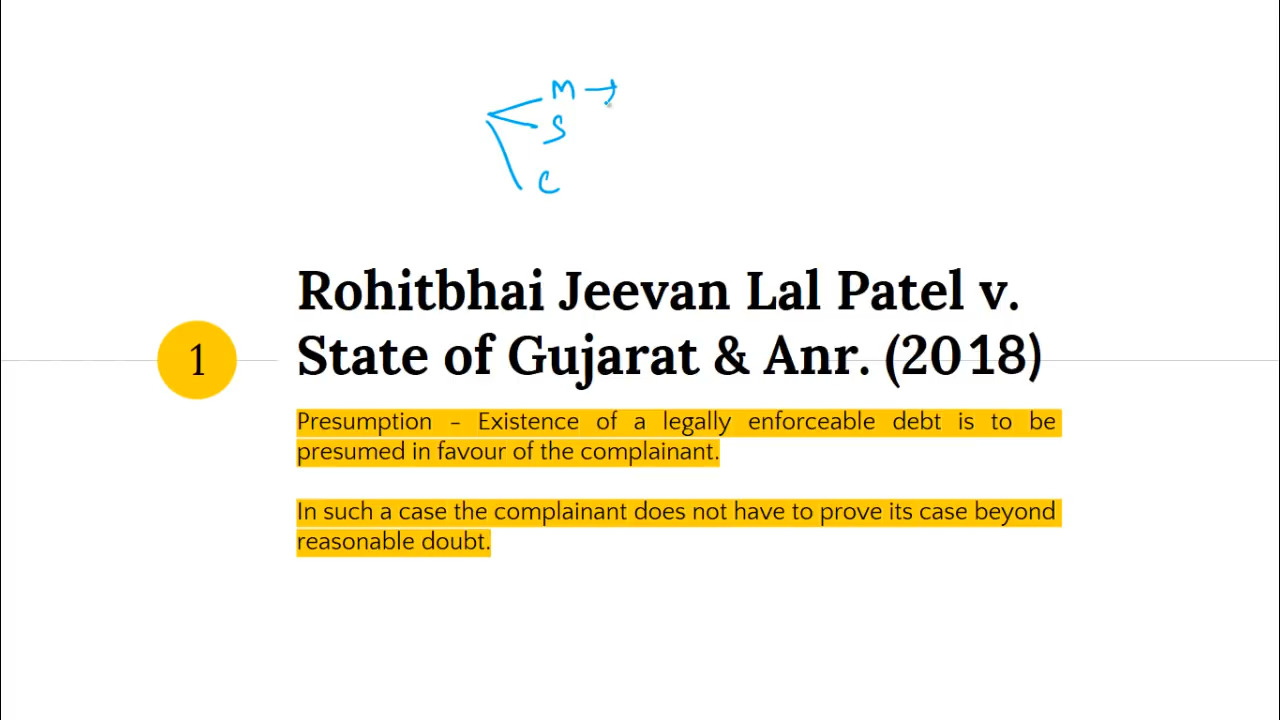 M →
S
C
Rohitbhai Jeevan Lal Patel v.
State of Gujarat & Anr. (2018)
1
Presumption - Existence of a legally enforceable debt is to be
presumed in favour of the complainant.
In such a case the complainant does not have to prove its case beyond
reasonable doubt.